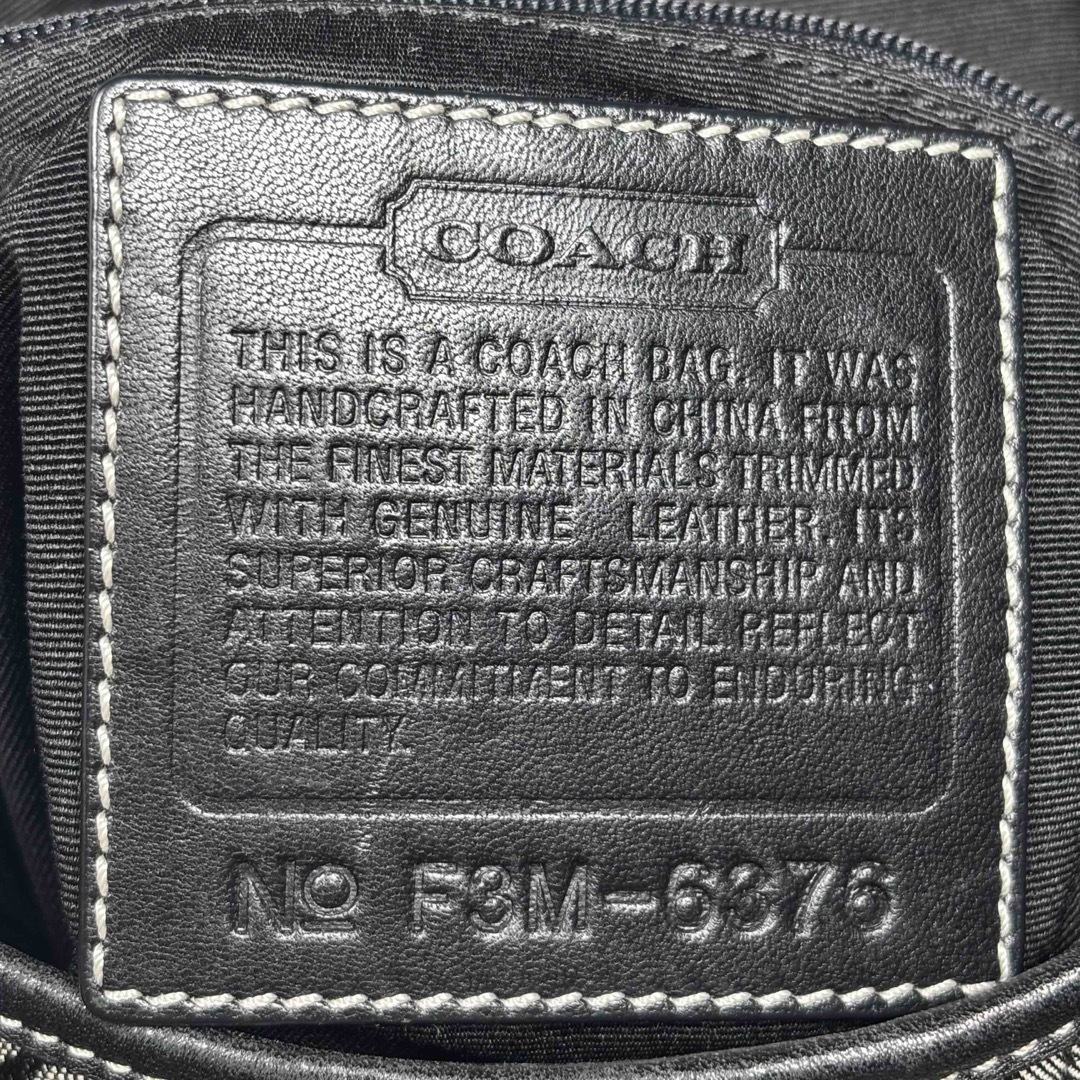 COACH
THIS IS A COACH BAG. IT WAS
HANDCRAFTED IN CHINA FROM
THE FINEST MATERIALS TRIMMED
WITH GENUINE LEATHER. ITS
SUPERIOR CRAFTSMANSHIP AND
ATTENTION TO DETAIL REFLECT
OUR COMMITMENT TO ENDURING
QUALITY.
No F3M-6376